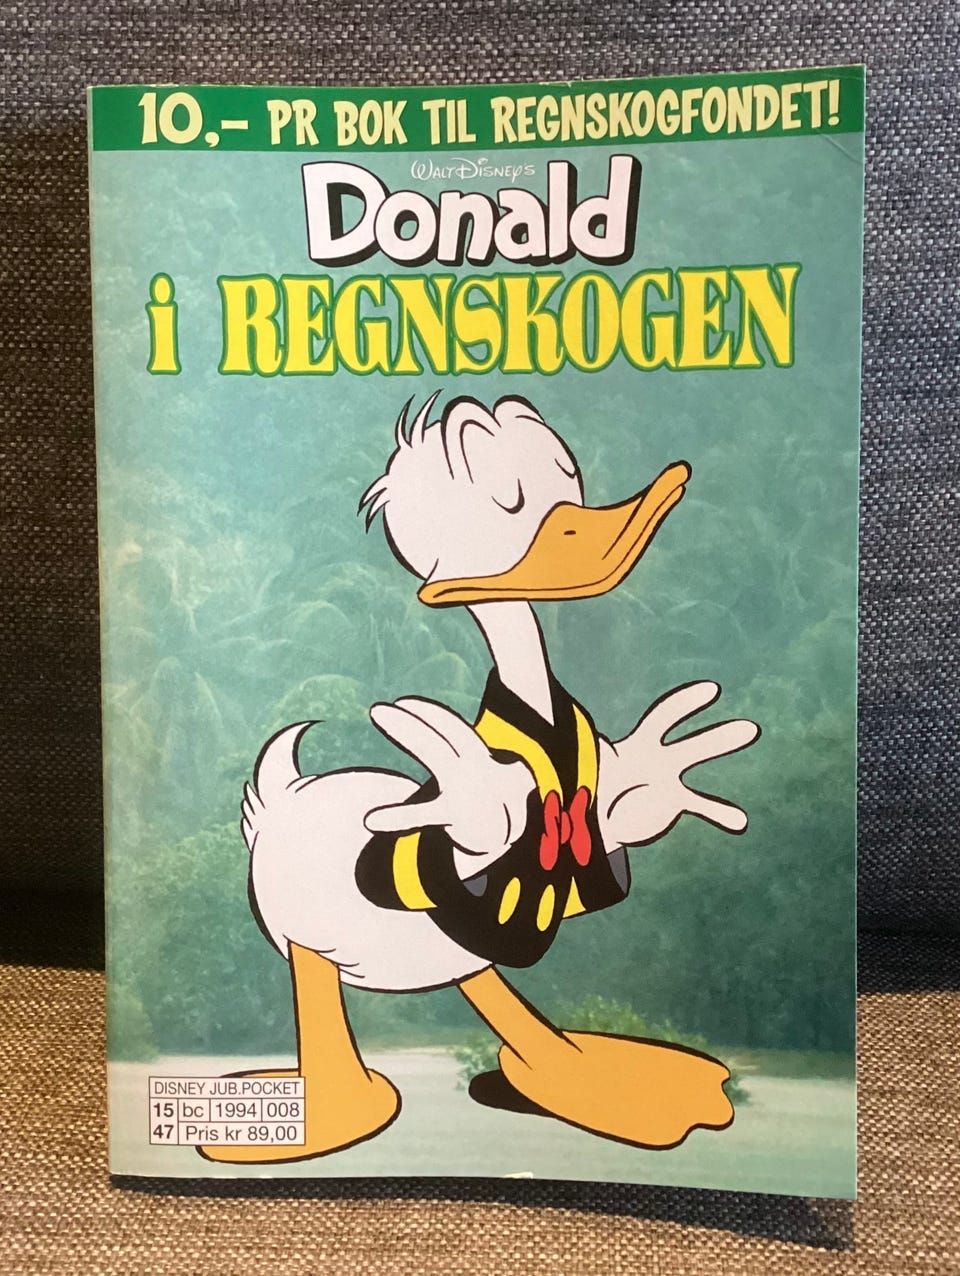 10,- PR BOK TIL REGNSKOGFONDET!
WALT DISNEY'S
Donald
i REGNSKOGEN
DISNEY JUB.POCKET
15 bc 1994 008
47 Pris kr 89,00